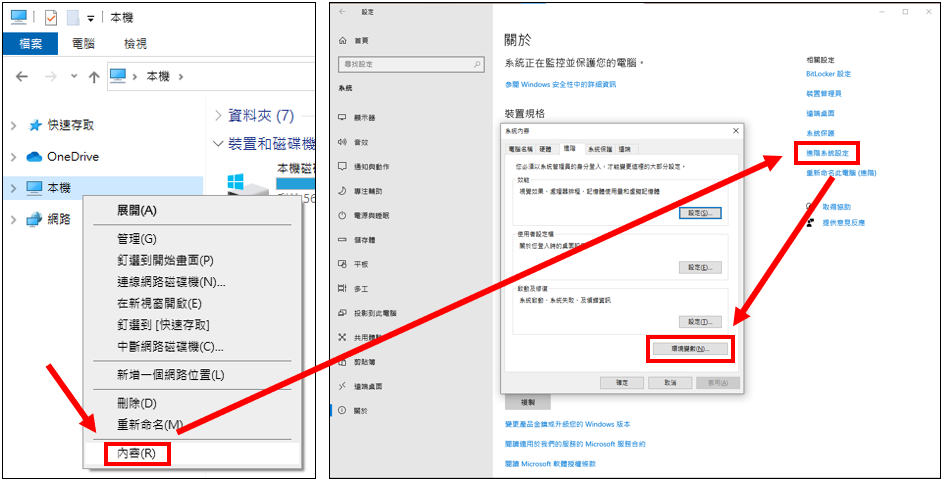 本機
檔案
電腦
檢視
本機
快速存取
OneDrive
本機
網路
資料夾 (7)
裝置和磁碟機
本機磁
展開(A)
管理(G)
釘選到開始畫面(P)
連線網路磁碟機(N)...
在新視窗開啟(E)
釘選到 [快速存取]
中斷網路磁碟機(C)...
新增一個網路位置(L)
刪除(D)
重新命名(M)
內容(R)
設定
首頁
尋找設定
系統
顯示器
音效
通知與動作
專注輔助
電源與睡眠
儲存體
平板
多工
投影到此電腦
共用體驗
剪貼簿
遠端桌面
關於
關於
系統正在監控並保護您的電腦。
參閱 Windows 安全性中的詳細資訊
裝置規格
系統內容
電腦名稱
硬體
進階
系統保護
遠端
您必須以系統管理員的身分登入，才能變更這裡的大部分設定。
效能
視覺效果、處理器排程、記憶體使用量和虛擬記憶體
設定(S)...
使用者設定檔
關於您登入時的桌面設定
設定(E)...
啟動及修復
系統啟動、系統失敗、及偵錯資訊
設定(T)...
環境變數(N)...
確定
取消
套用(A)
複製
變更產品金鑰或升級您的 Windows 版本
閱讀適用於我們的服務的 Microsoft 服務合約
閱讀 Microsoft 軟體授權條款
相關設定
BitLocker 設定
裝置管理員
遠端桌面
系統保護
進階系統設定
重新命名此電腦 (進階)
取得協助
提供意見反應